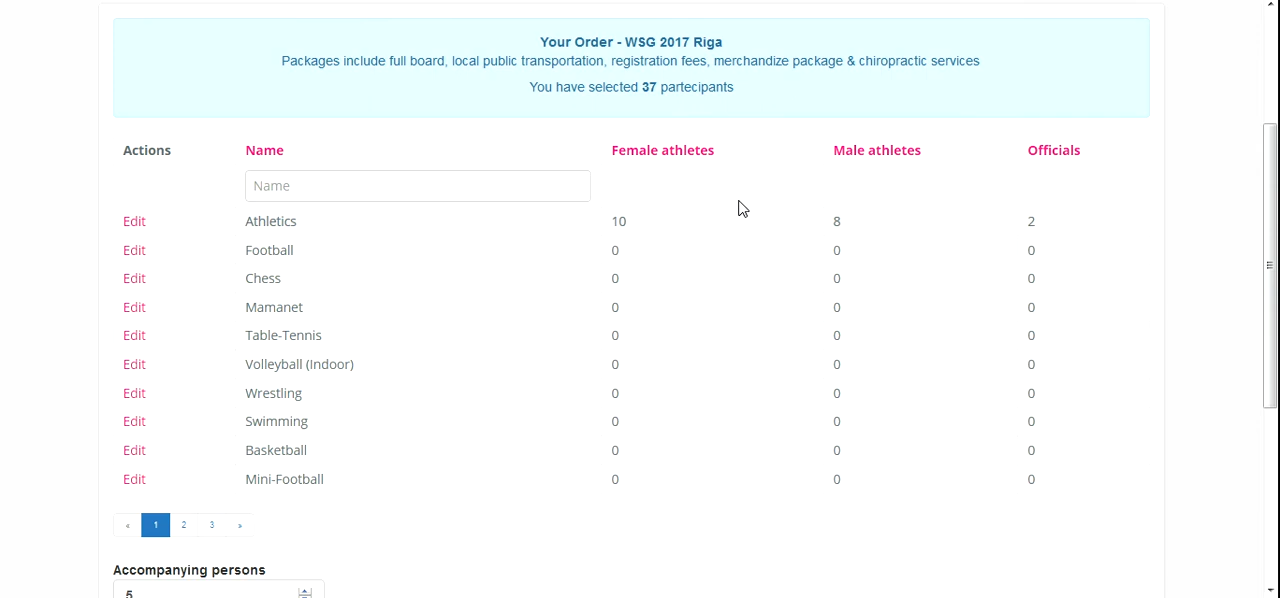 Your Order - WSG 2017 Riga
Packages include full board, local public transportation, registration fees, merchandize package & chiropractic services
You have selected 37 partecipants
Actions Name Female athletes Male athletes Officials
Name
Edit Athletics 10 8 2
Edit Football 0 0 0
Edit Chess 0 0 0
Edit Mamanet 0 0 0
Edit Table-Tennis 0 0 0
Edit Volleyball (Indoor) 0 0 0
Edit Wrestling 0 0 0
Edit Swimming 0 0 0
Edit Basketball 0 0 0
Edit Mini-Football 0 0 0
« 1 2 3 »
Accompanying persons
5